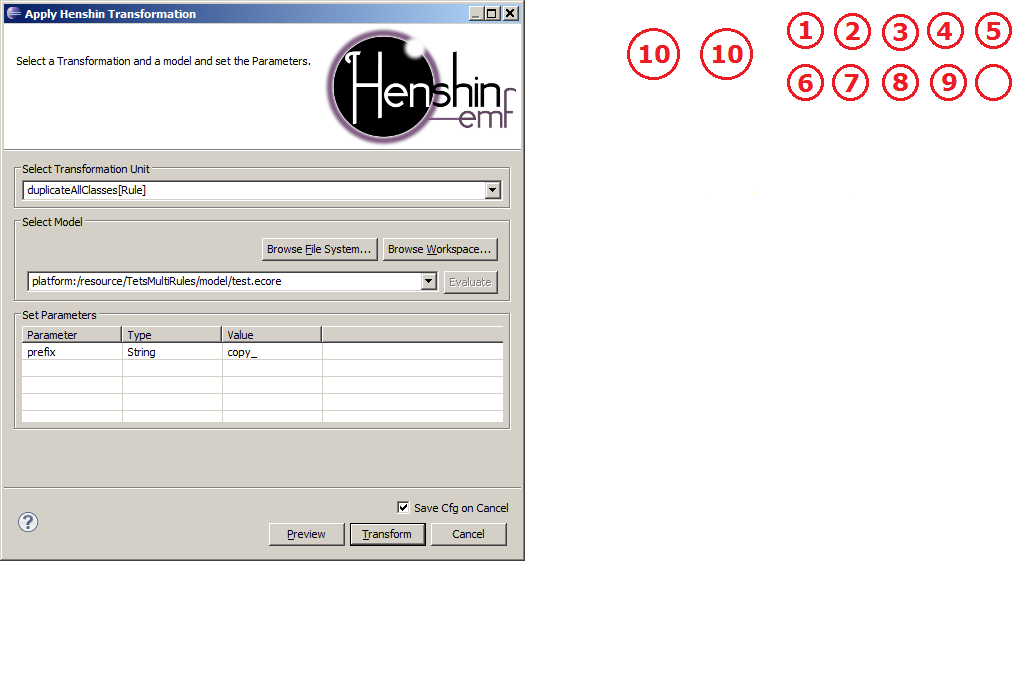 Apply Henshin Transformation
Select a Transformation and a model and set the Parameters.
Henshin
emf
Select Transformation Unit
duplicateAllClasses[Rule]
Select Model
Browse File System... Browse Workspace...
platform:/resource/TetsMultiRules/model/test.ecore Evaluate
Set Parameters
Parameter Type Value
prefix String copy_
Save Cfg on Cancel
? Preview Transform Cancel
10 10 1 2 3 4 5
6 7 8 9